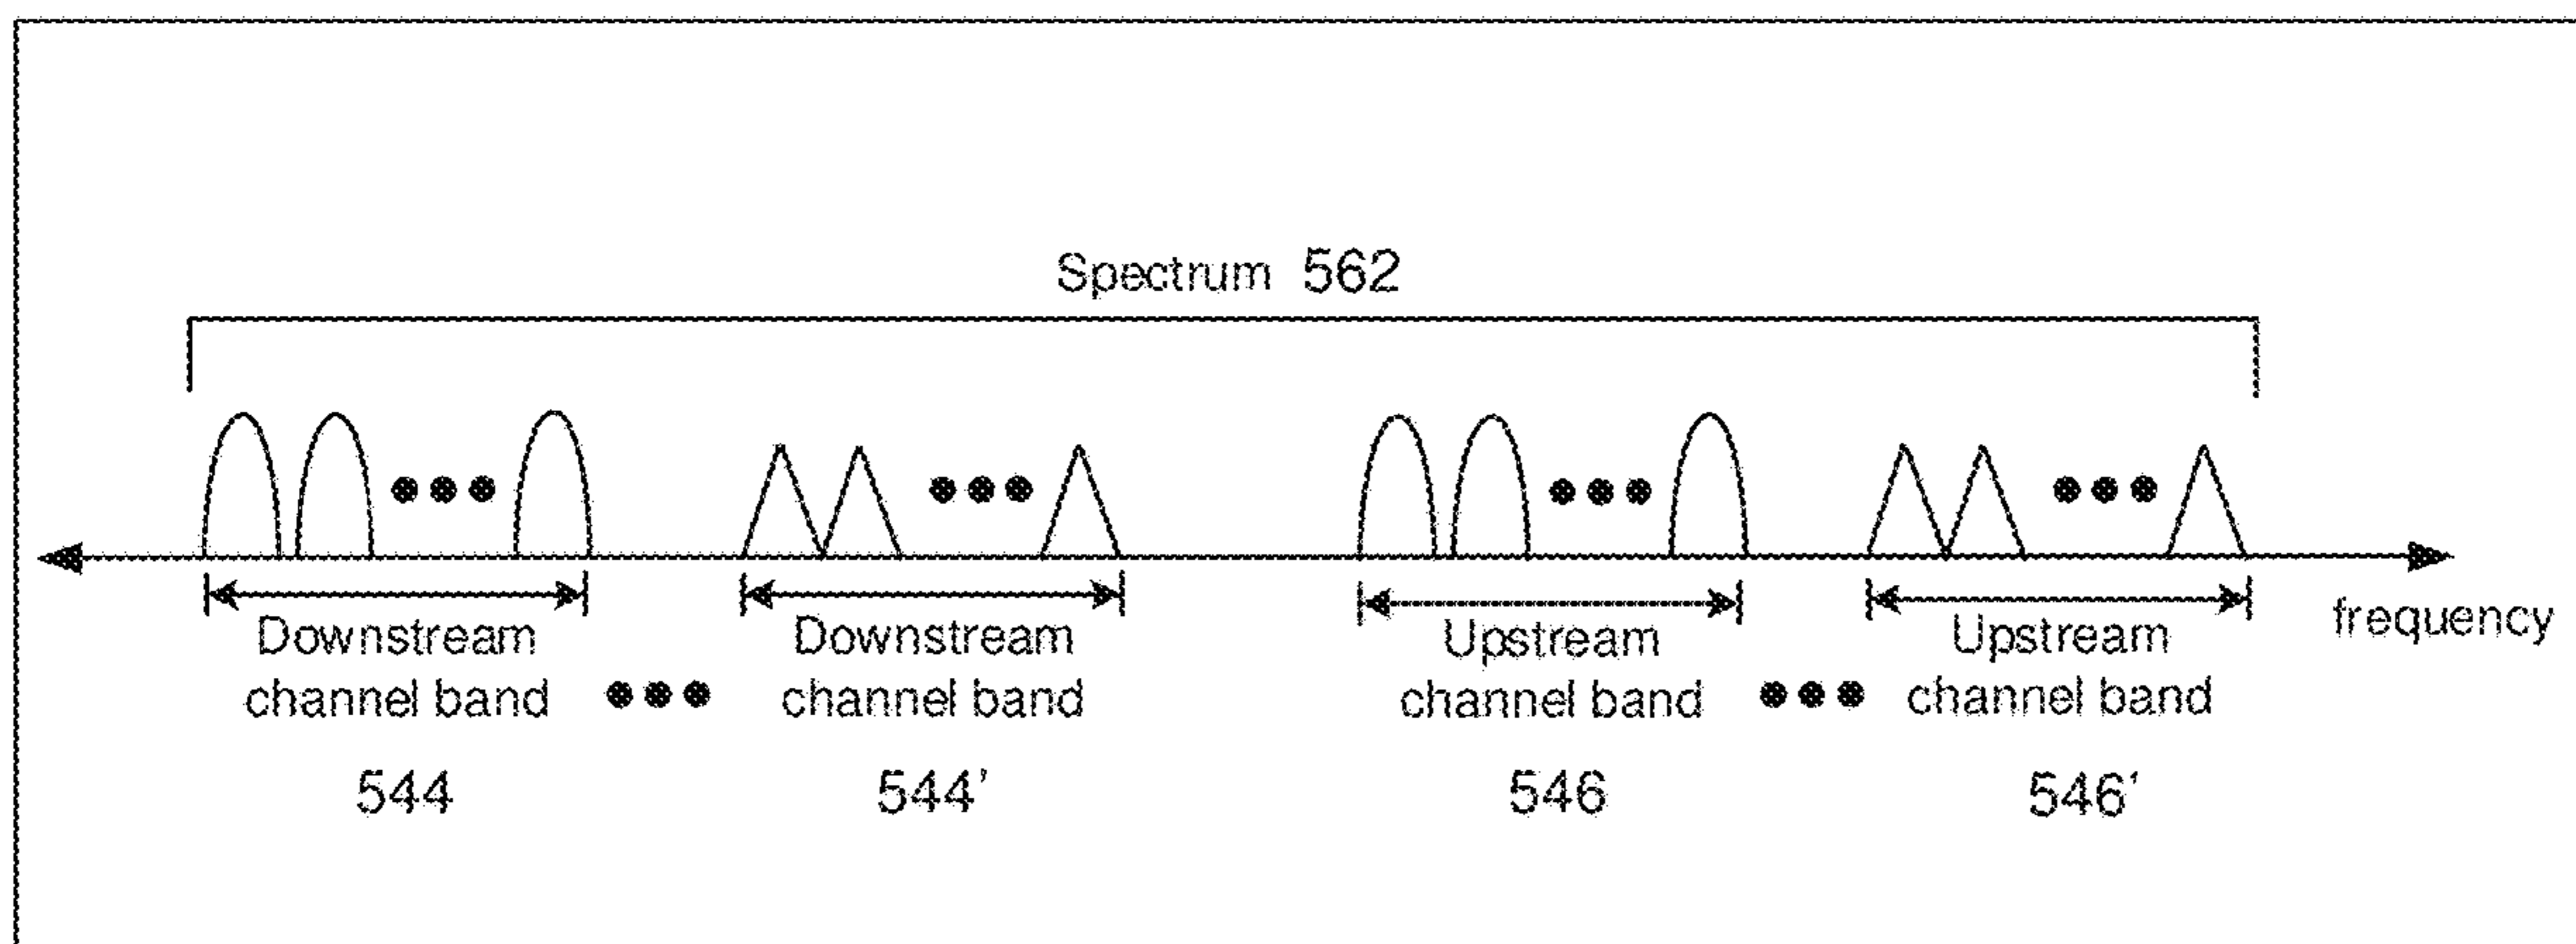 Spectrum 562
frequency
Downstream
channel band
544
Downstream
channel band
544'
Upstream
channel band
546
Upstream
channel band
546'